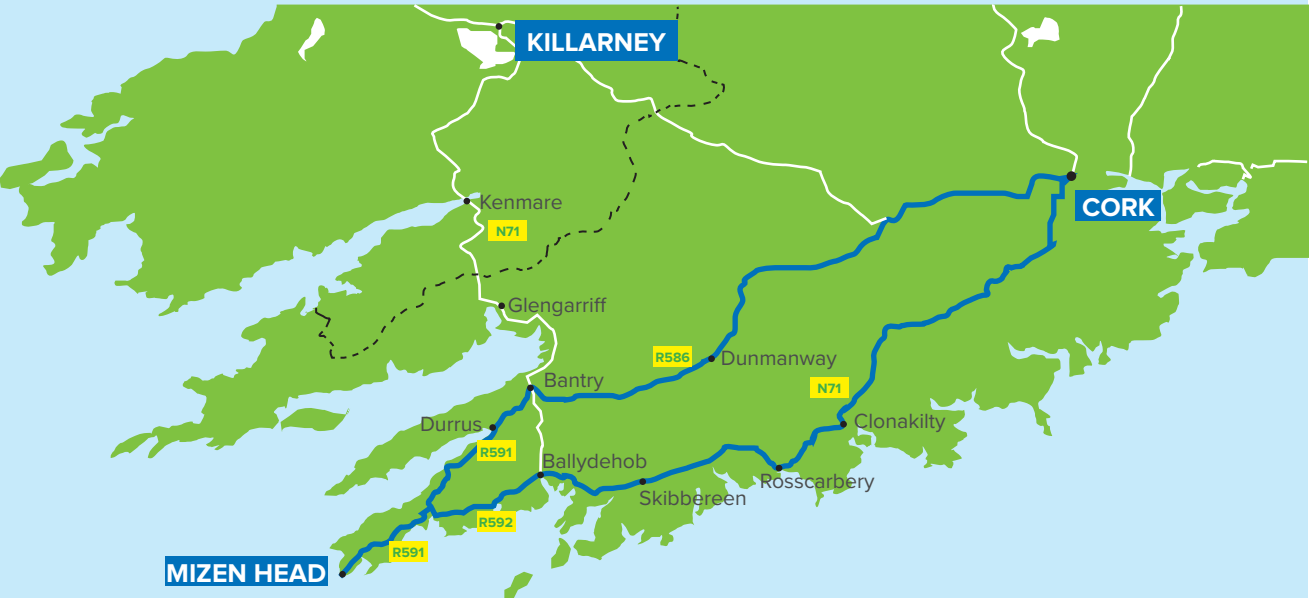 KILLARNEY
Kenmare
CORK
N71
Glengarriff
R586
Dunmanway
Bantry
N71
Durrus
Clonakilty
R591
Ballydehob
Rosscarbery
Skibbereen
R592
R591
MIZEN HEAD